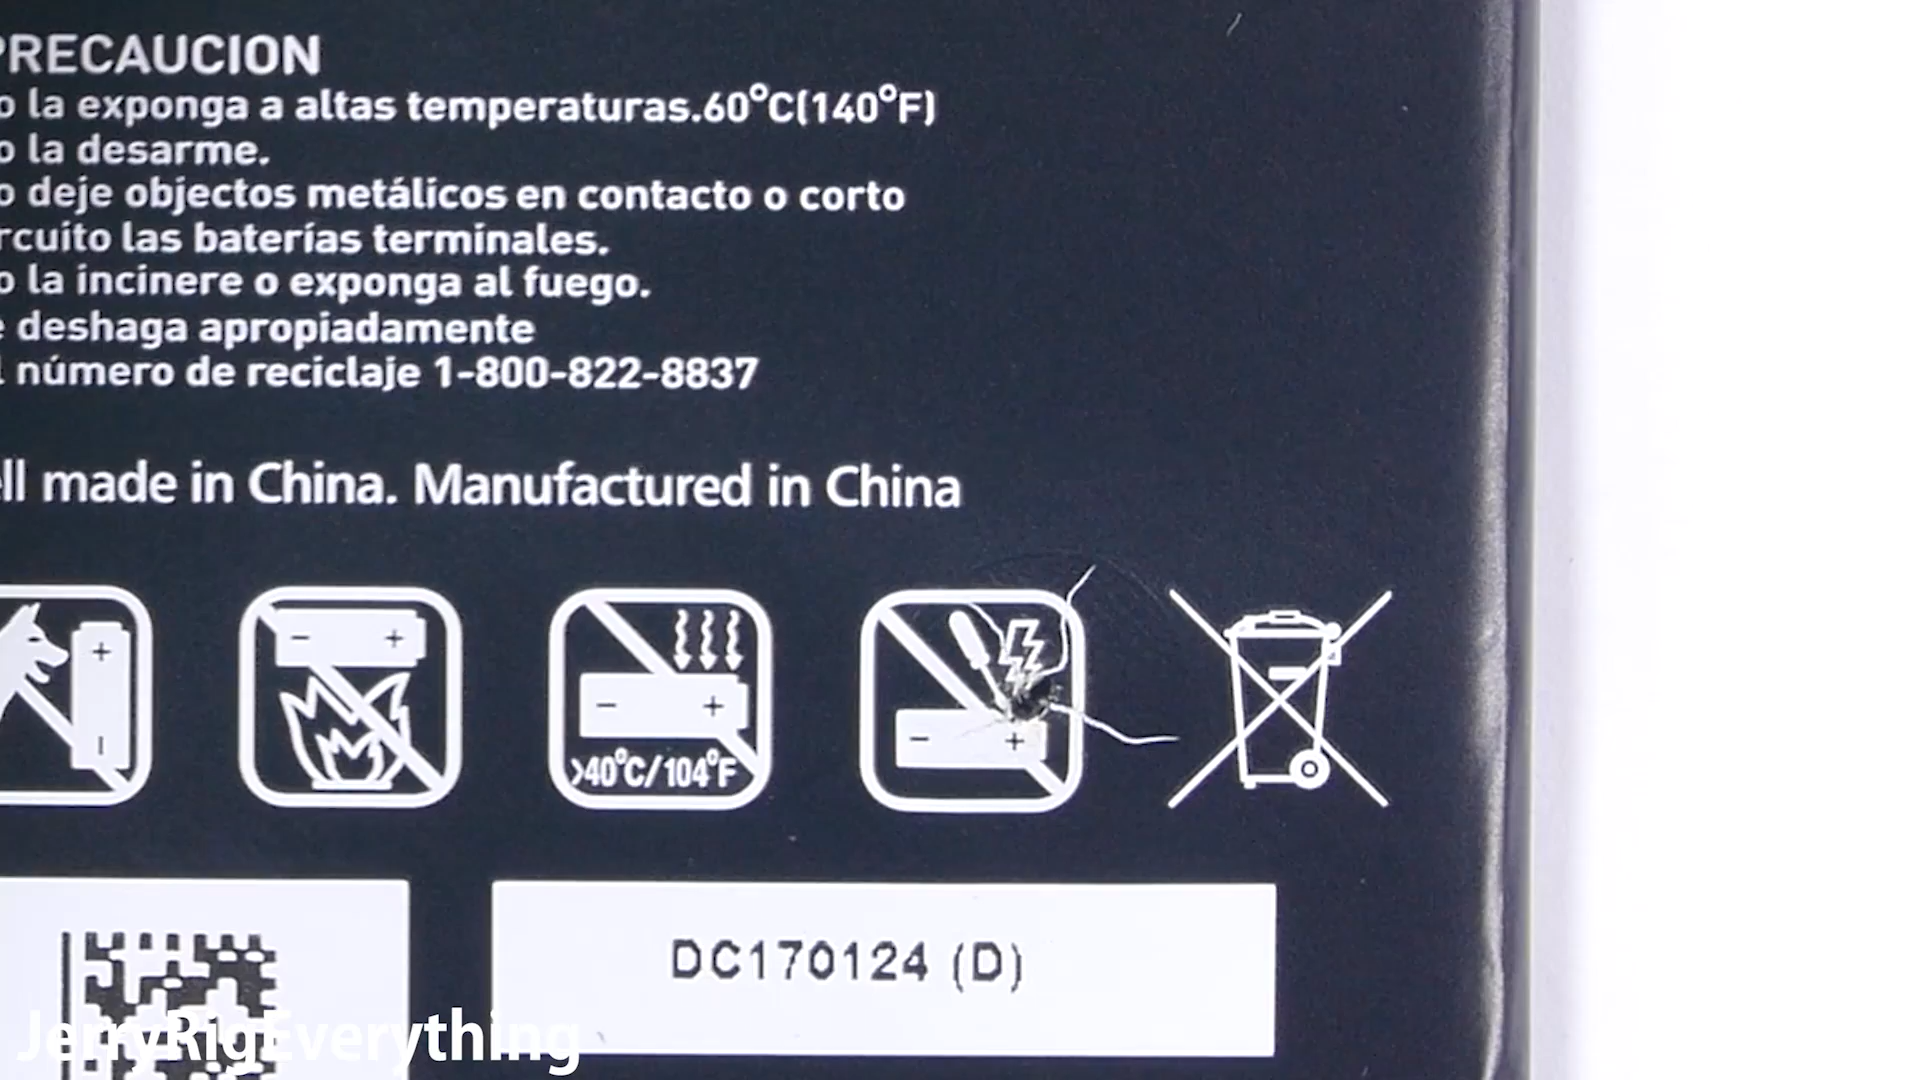 PRECAUCION
o la exponga a altas temperaturas.60°C(140°F)
o la desarme.
o deje objectos metálicos en contacto o corto
rcuito las baterías terminales.
o la incinere o exponga al fuego.
e deshaga apropiadamente
l número de reciclaje 1-800-822-8837
ell made in China. Manufactured in China
>40°C/104°F
DC170124 (D)
JerryRigEverything